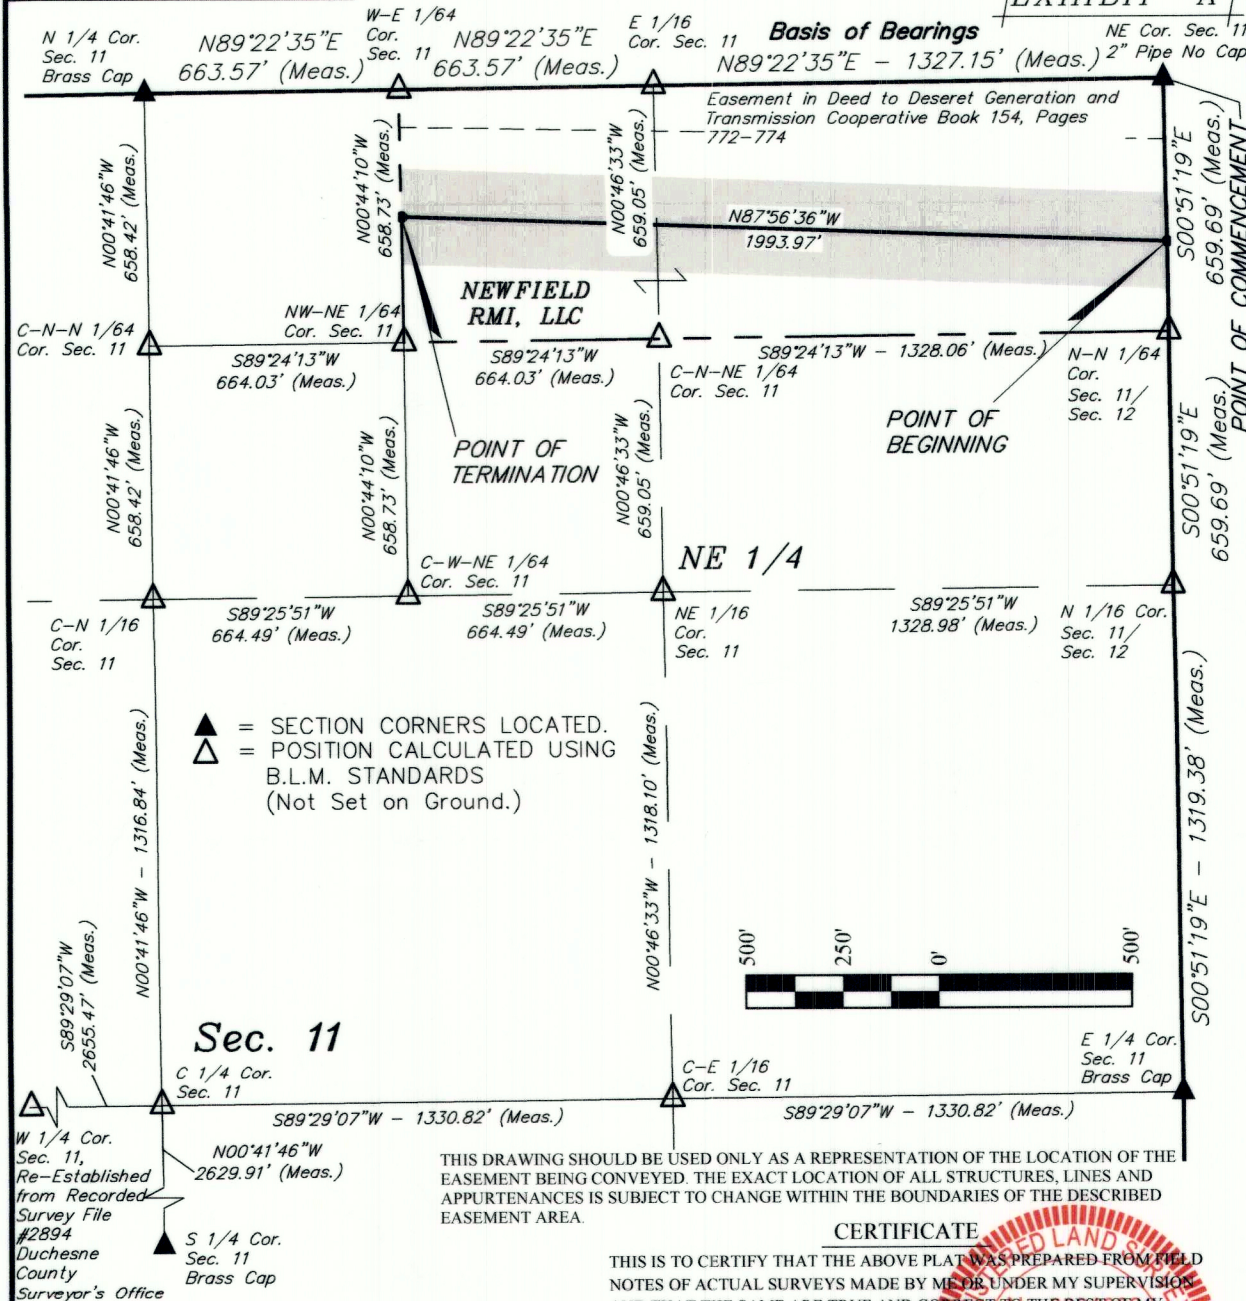 EXHIBIT "A"
N 1/4 Cor.
Sec. 11
Brass Cap
N89°22'35"E
663.57' (Meas.)
W-E 1/64
Cor.
Sec. 11
N89°22'35"E
663.57' (Meas.)
E 1/16
Cor. Sec. 11
Basis of Bearings
N89°22'35"E - 1327.15' (Meas.)
NE Cor. Sec. 11
2" Pipe No Cap
Easement in Deed to Deseret Generation and
Transmission Cooperative Book 154, Pages
772-774
N00°41'46"W
658.42' (Meas.)
N00°44'10"W
658.73' (Meas.)
N00°46'33"W
659.05' (Meas.)
N87°56'36"W
1993.97'
S00°51'19"E
659.69' (Meas.)
POINT OF COMMENCEMENT
NEWFIELD
RMI, LLC
C-N-N 1/64
Cor. Sec. 11
NW-NE 1/64
Cor. Sec. 11
S89°24'13"W
664.03' (Meas.)
S89°24'13"W
664.03' (Meas.)
C-N-NE 1/64
Cor. Sec. 11
S89°24'13"W - 1328.06' (Meas.)
N-N 1/64
Cor.
Sec. 11/
Sec. 12
POINT OF
TERMINATION
POINT OF
BEGINNING
N00°41'46"W
658.42' (Meas.)
N00°44'10"W
658.73' (Meas.)
N00°46'33"W
659.05' (Meas.)
S00°51'19"E
659.69' (Meas.)
C-W-NE 1/64
Cor. Sec. 11
NE 1/4
C-N 1/16
Cor.
Sec. 11
S89°25'51"W
664.49' (Meas.)
S89°25'51"W
664.49' (Meas.)
NE 1/16
Cor.
Sec. 11
S89°25'51"W
1328.98' (Meas.)
N 1/16 Cor.
Sec. 11/
Sec. 12
= SECTION CORNERS LOCATED.
= POSITION CALCULATED USING
B.L.M. STANDARDS
(Not Set on Ground.)
N00°41'46"W - 1316.84' (Meas.)
N00°46'33"W - 1318.10' (Meas.)
S00°51'19"E - 1319.38' (Meas.)
500' 250' 0' 500'
S89°29'07"W
2655.47' (Meas.)
Sec. 11
C 1/4 Cor.
Sec. 11
C-E 1/16
Cor. Sec. 11
E 1/4 Cor.
Sec. 11
Brass Cap
S89°29'07"W - 1330.82' (Meas.)
S89°29'07"W - 1330.82' (Meas.)
W 1/4 Cor.
Sec. 11,
Re-Established
from Recorded
Survey File
#2894
Duchesne
County
Surveyor's Office
N00°41'46"W
2629.91' (Meas.)
S 1/4 Cor.
Sec. 11
Brass Cap
THIS DRAWING SHOULD BE USED ONLY AS A REPRESENTATION OF THE LOCATION OF THE
EASEMENT BEING CONVEYED. THE EXACT LOCATION OF ALL STRUCTURES, LINES AND
APPURTENANCES IS SUBJECT TO CHANGE WITHIN THE BOUNDARIES OF THE DESCRIBED
EASEMENT AREA.
CERTIFICATE
THIS IS TO CERTIFY THAT THE ABOVE PLAT WAS PREPARED FROM FIELD
NOTES OF ACTUAL SURVEYS MADE BY ME OR UNDER MY SUPERVISION